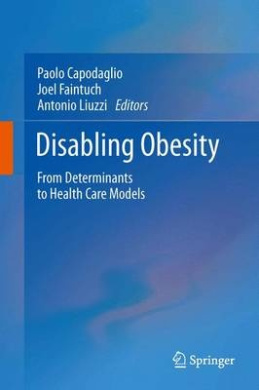 Paolo Capodaglio
Joel Faintuch
Antonio Liuzzi Editors
Disabling Obesity
From Determinants
to Health Care Models
Springer